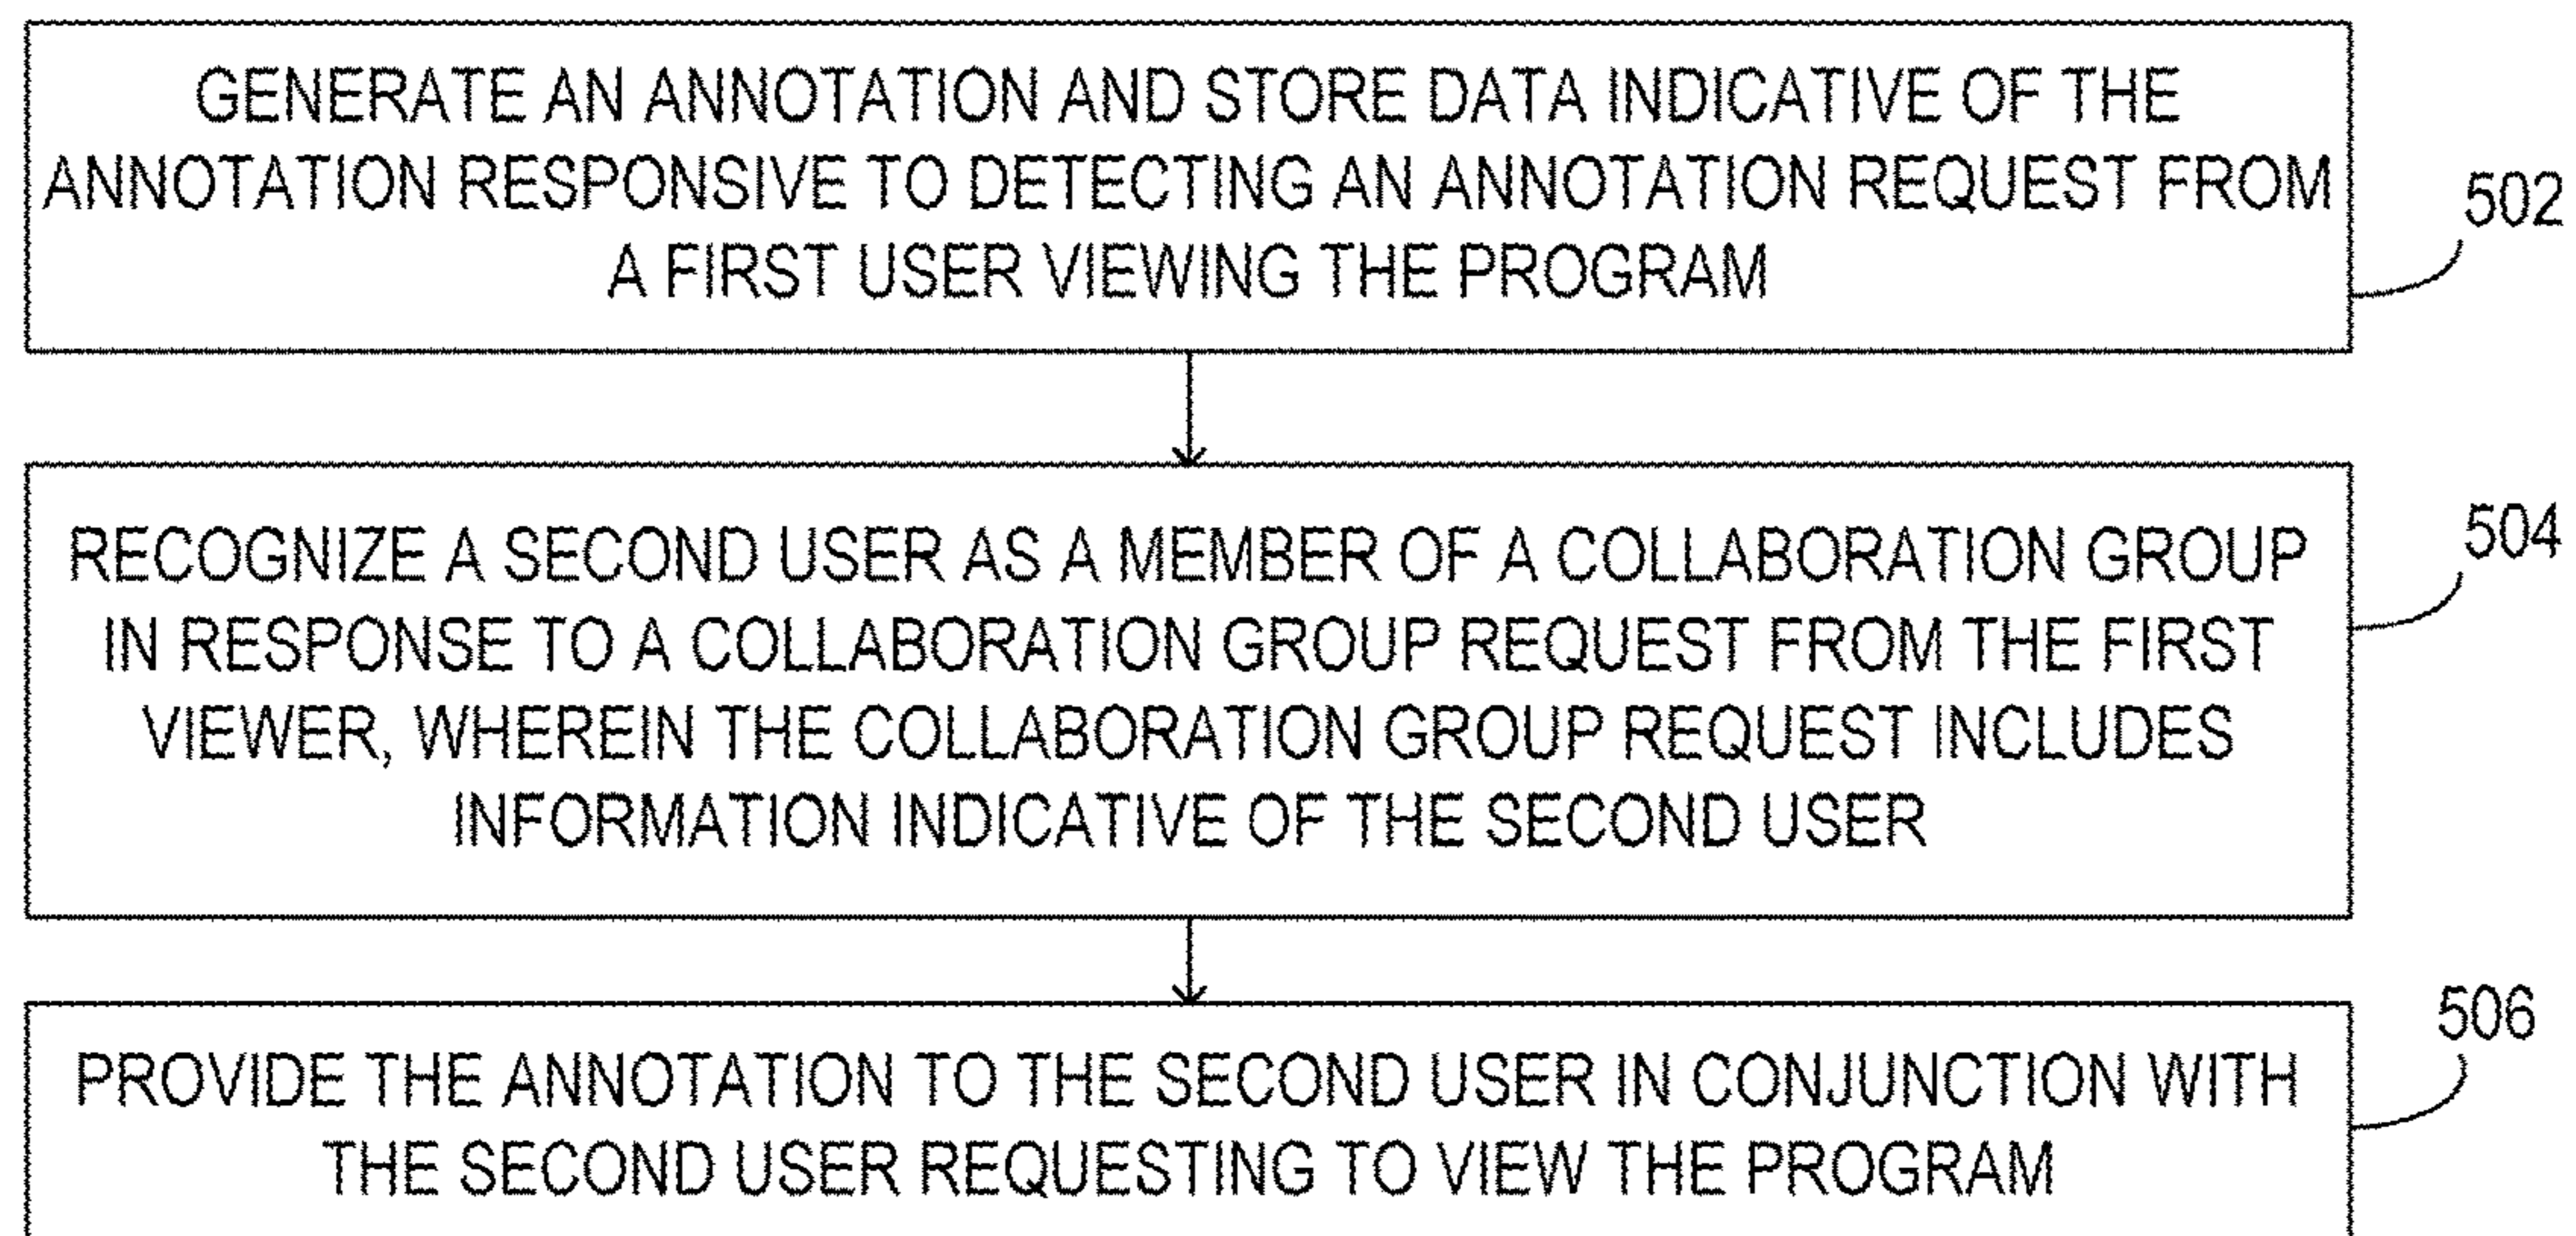 GENERATE AN ANNOTATION AND STORE DATA INDICATIVE OF THE
ANNOTATION RESPONSIVE TO DETECTING AN ANNOTATION REQUEST FROM
A FIRST USER VIEWING THE PROGRAM
502
RECOGNIZE A SECOND USER AS A MEMBER OF A COLLABORATION GROUP
IN RESPONSE TO A COLLABORATION GROUP REQUEST FROM THE FIRST
VIEWER, WHEREIN THE COLLABORATION GROUP REQUEST INCLUDES
INFORMATION INDICATIVE OF THE SECOND USER
504
PROVIDE THE ANNOTATION TO THE SECOND USER IN CONJUNCTION WITH
THE SECOND USER REQUESTING TO VIEW THE PROGRAM
506